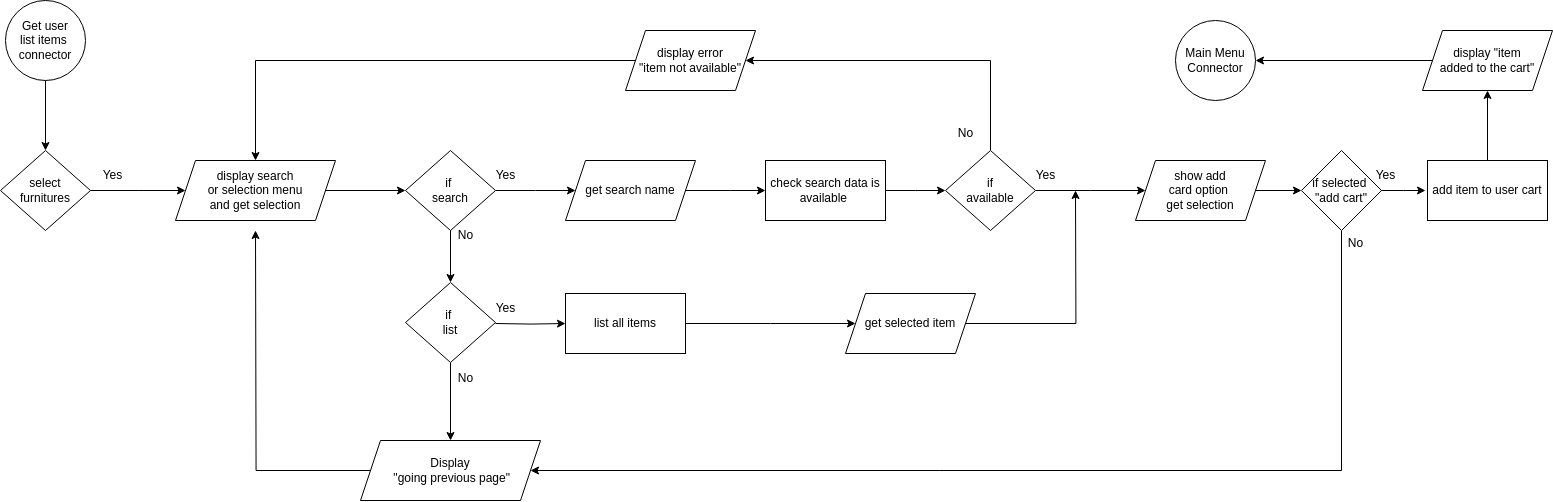 Get user
list items
connector
select
furnitures
Yes
display search
or selection menu
and get selection
if
search
Yes
No
get search name
check search data is
available
if
available
No
Yes
display error
"item not available"
show add
card option
get selection
if selected
"add cart"
Yes
No
add item to user cart
display "item
added to the cart"
Main Menu
Connector
if
list
Yes
No
list all items
get selected item
Display
"going previous page"